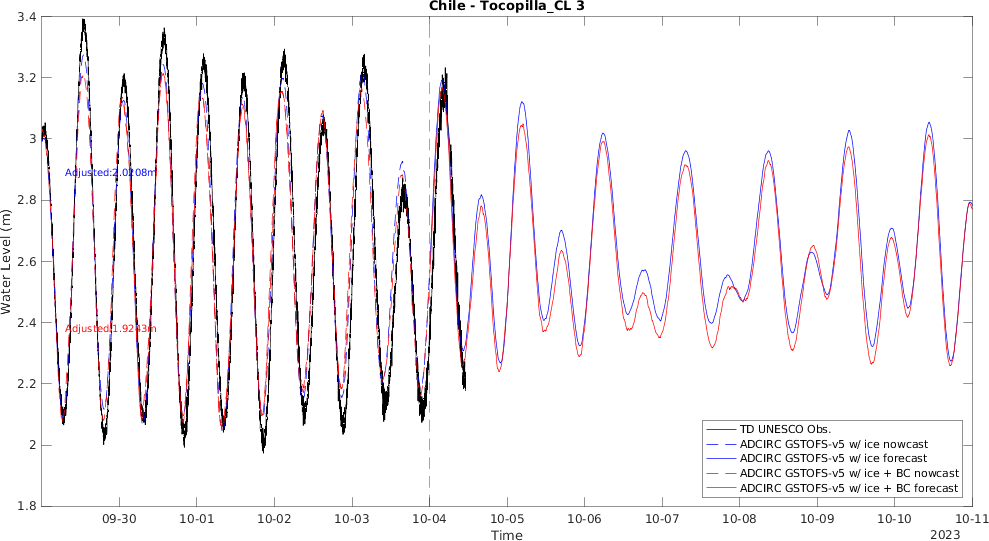 Chile - Tocopilla_CL 3
Water Level (m)
3.4
3.2
3
2.8
2.6
2.4
2.2
2
1.8
Adjusted:2.0208m
Adjusted:1.9243m
TD UNESCO Obs.
ADCIRC GSTOFS-v5 w/ ice nowcast
ADCIRC GSTOFS-v5 w/ ice forecast
ADCIRC GSTOFS-v5 w/ ice + BC nowcast
ADCIRC GSTOFS-v5 w/ ice + BC forecast
09-30 10-01 10-02 10-03 10-04 10-05 10-06 10-07 10-08 10-09 10-10 10-11
Time
2023